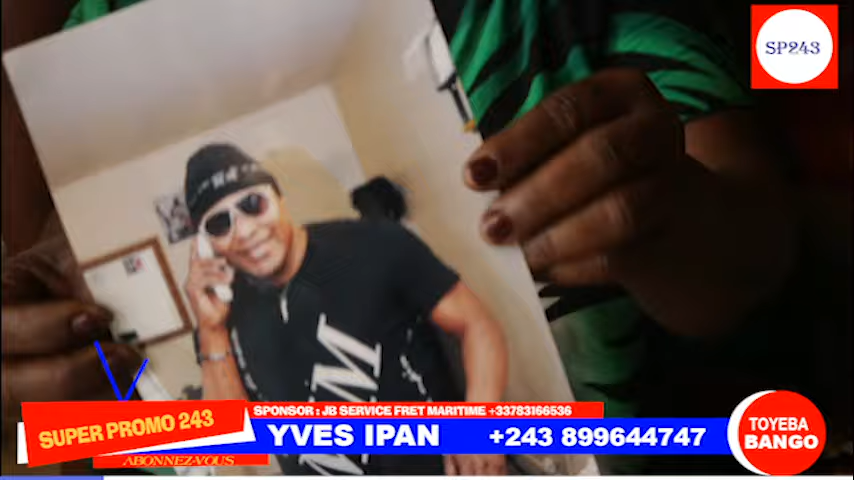 SP243
SPONSOR : JB SERVICE FRET MARITIME +33783166536
SUPER PROMO 243
YVES IPAN +243 899644747
TOYEBA
BANGO
ABONNEZ-VOUS